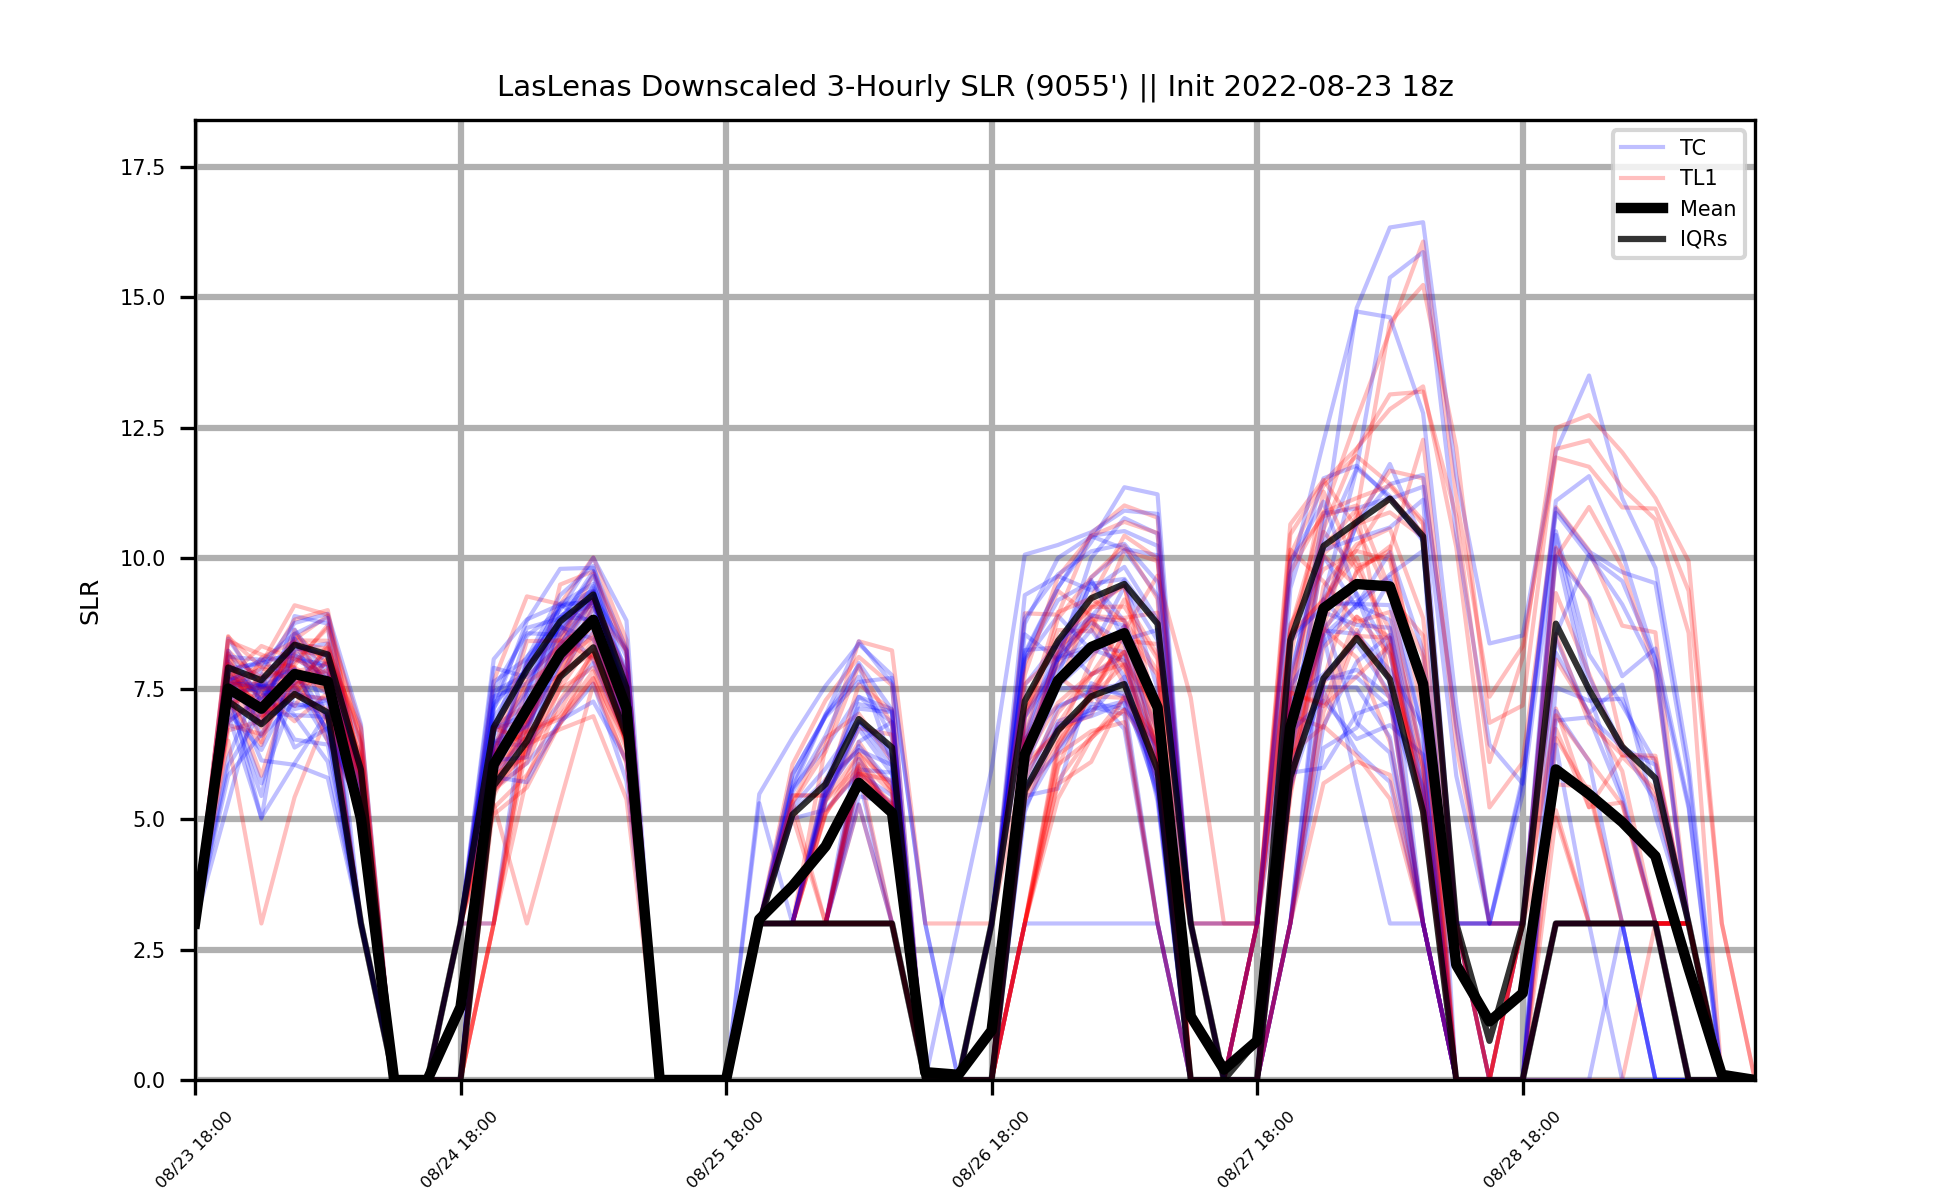 LasLenas Downscaled 3-Hourly SLR (9055') || Init 2022-08-23 18z
TC
TL1
Mean
IQRs
17.5
15.0
12.5
10.0
7.5
5.0
2.5
0.0
SLR
08/23 18:00
08/24 18:00
08/25 18:00
08/26 18:00
08/27 18:00
08/28 18:00